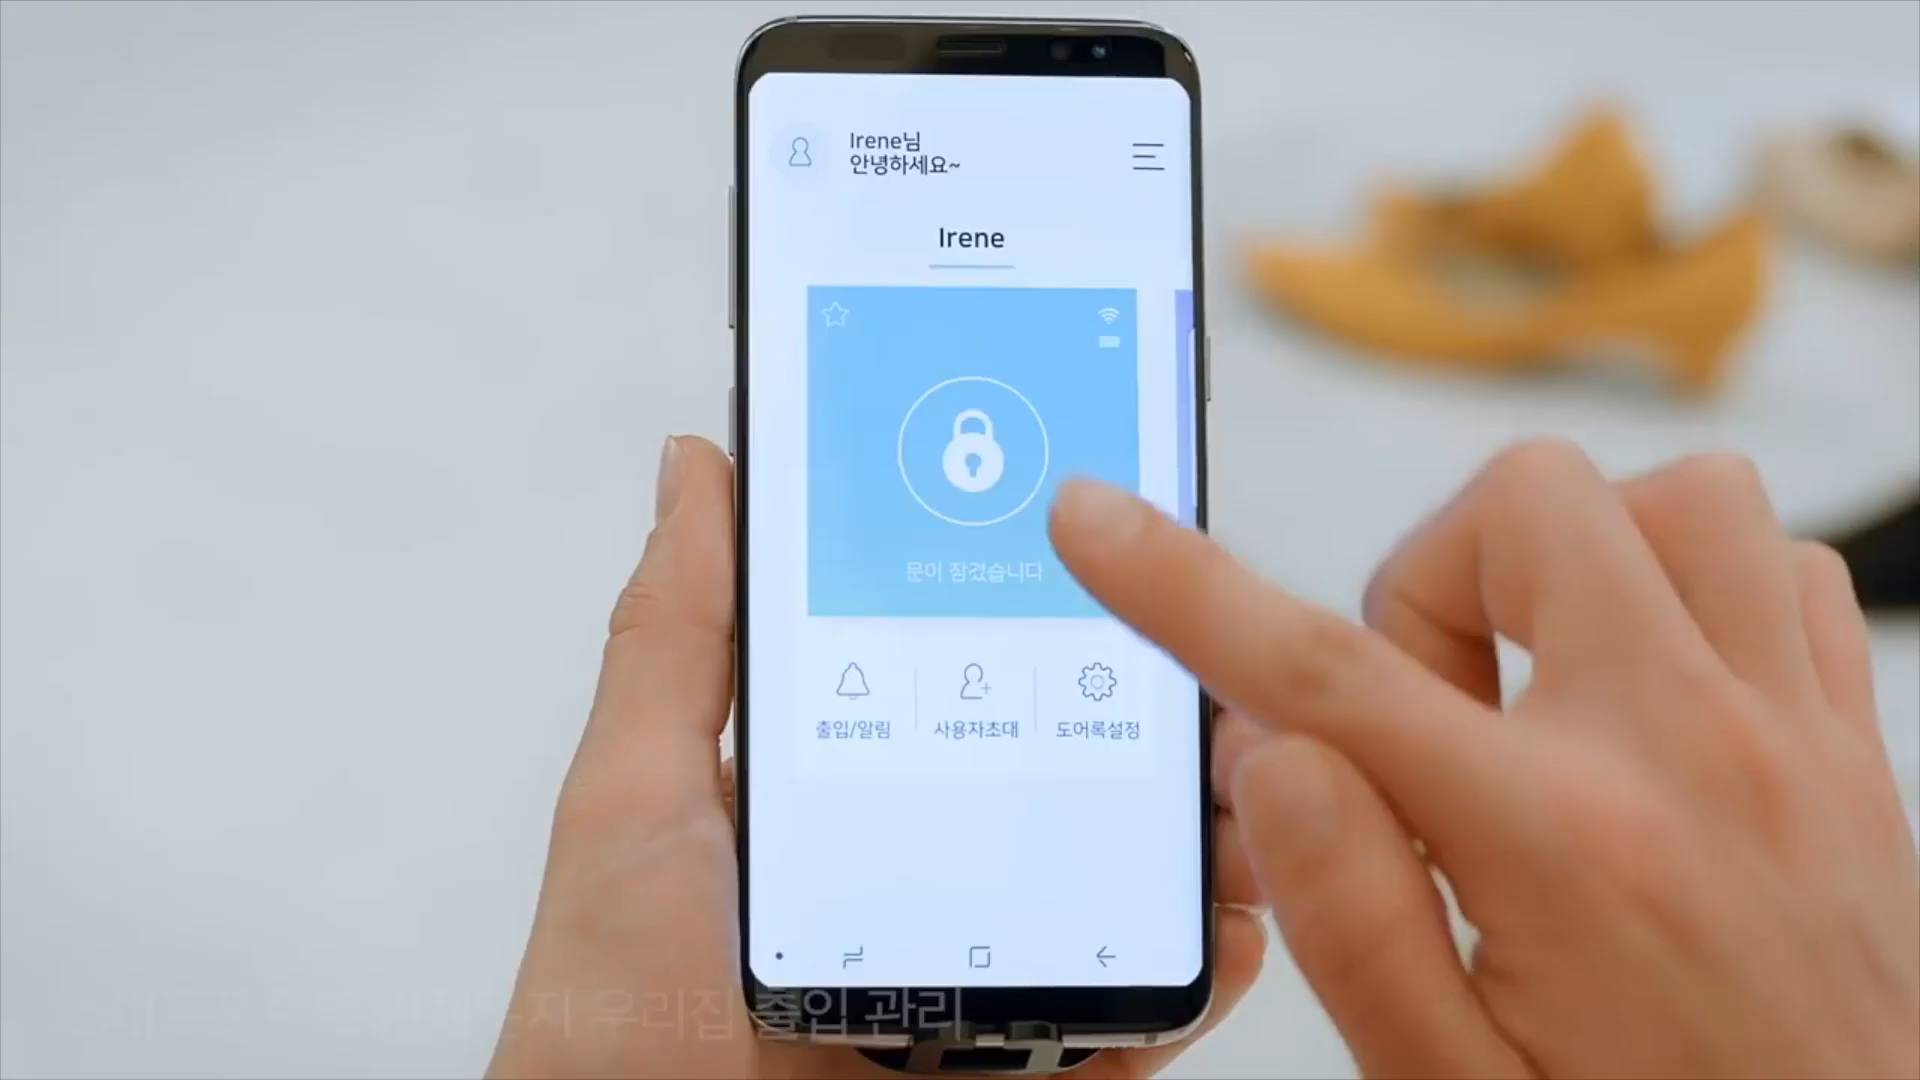 Irene님
안녕하세요~
Irene
문이 잠겼습니다
출입/알림
사용자초대
도어록설정
우리집 출입 관리